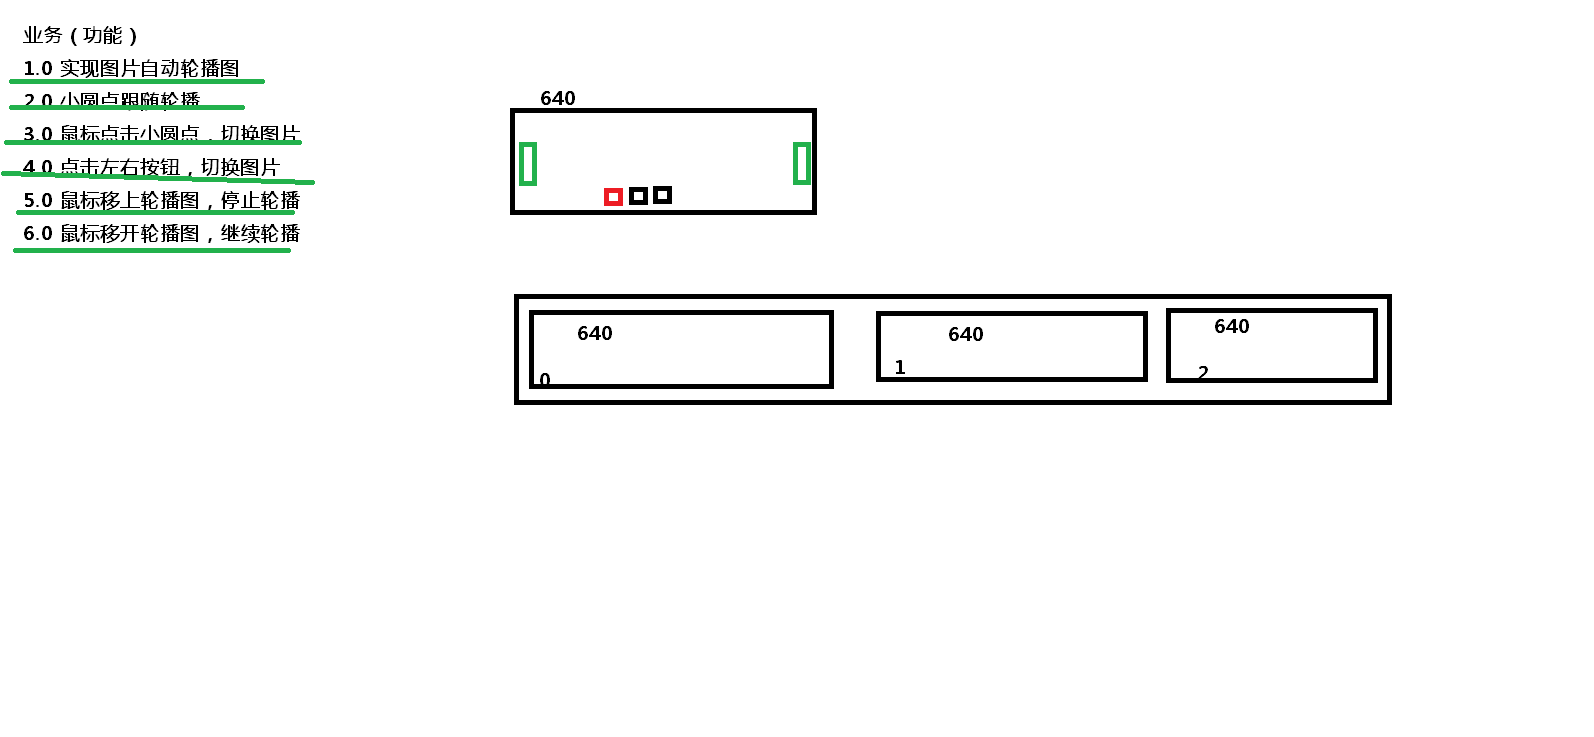 业务（功能）
1.0 实现图片自动轮播图
2.0 小圆点跟随轮播
3.0 鼠标点击小圆点，切换图片
4.0 点击左右按钮，切换图片
5.0 鼠标移上轮播图，停止轮播
6.0 鼠标移开轮播图，继续轮播
640
640
0
640
1
640
2